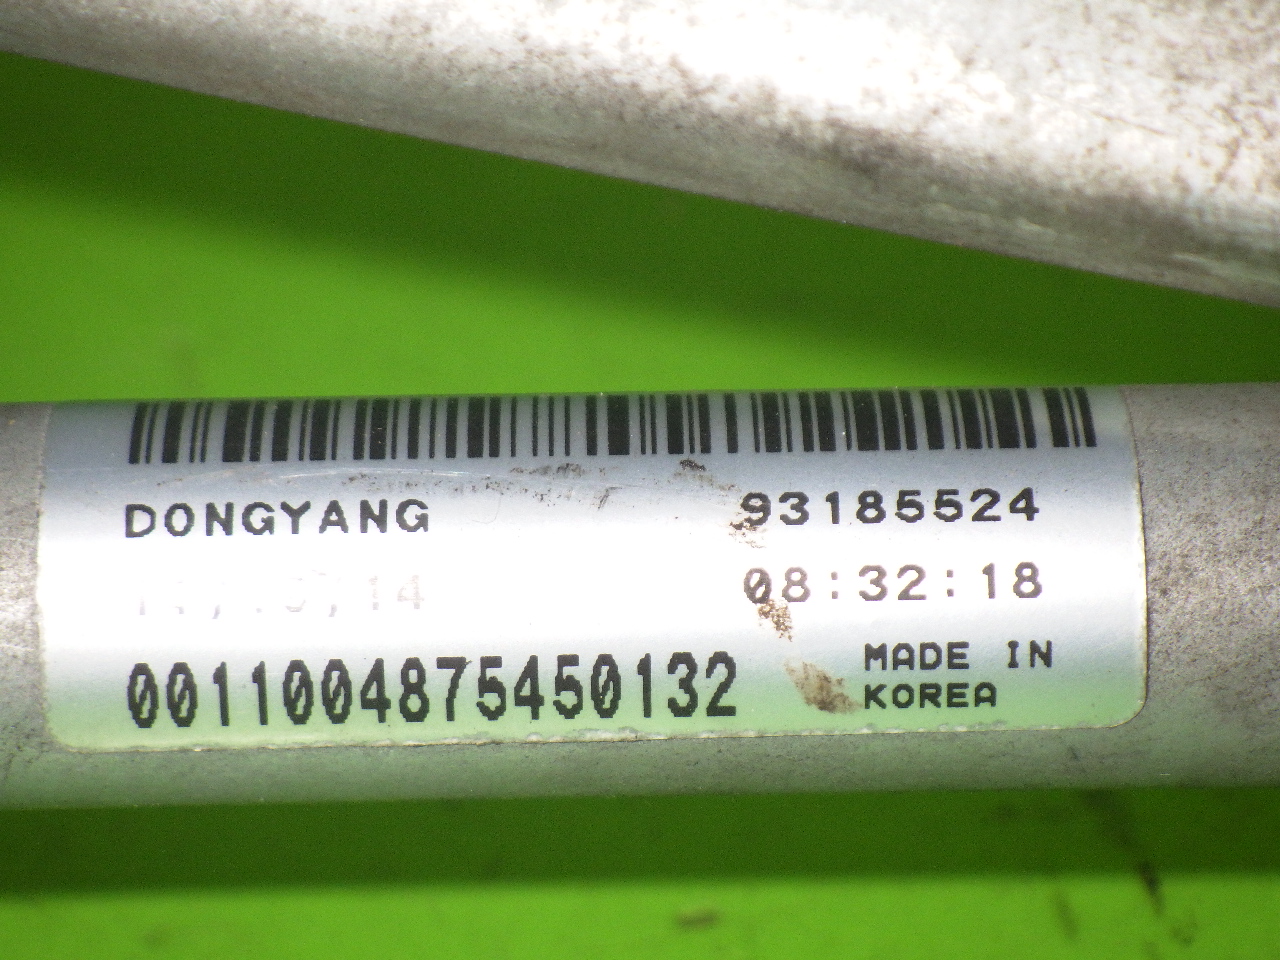 DONGYANG 93185524
08:32:18
0011004875450132
MADE IN
KOREA